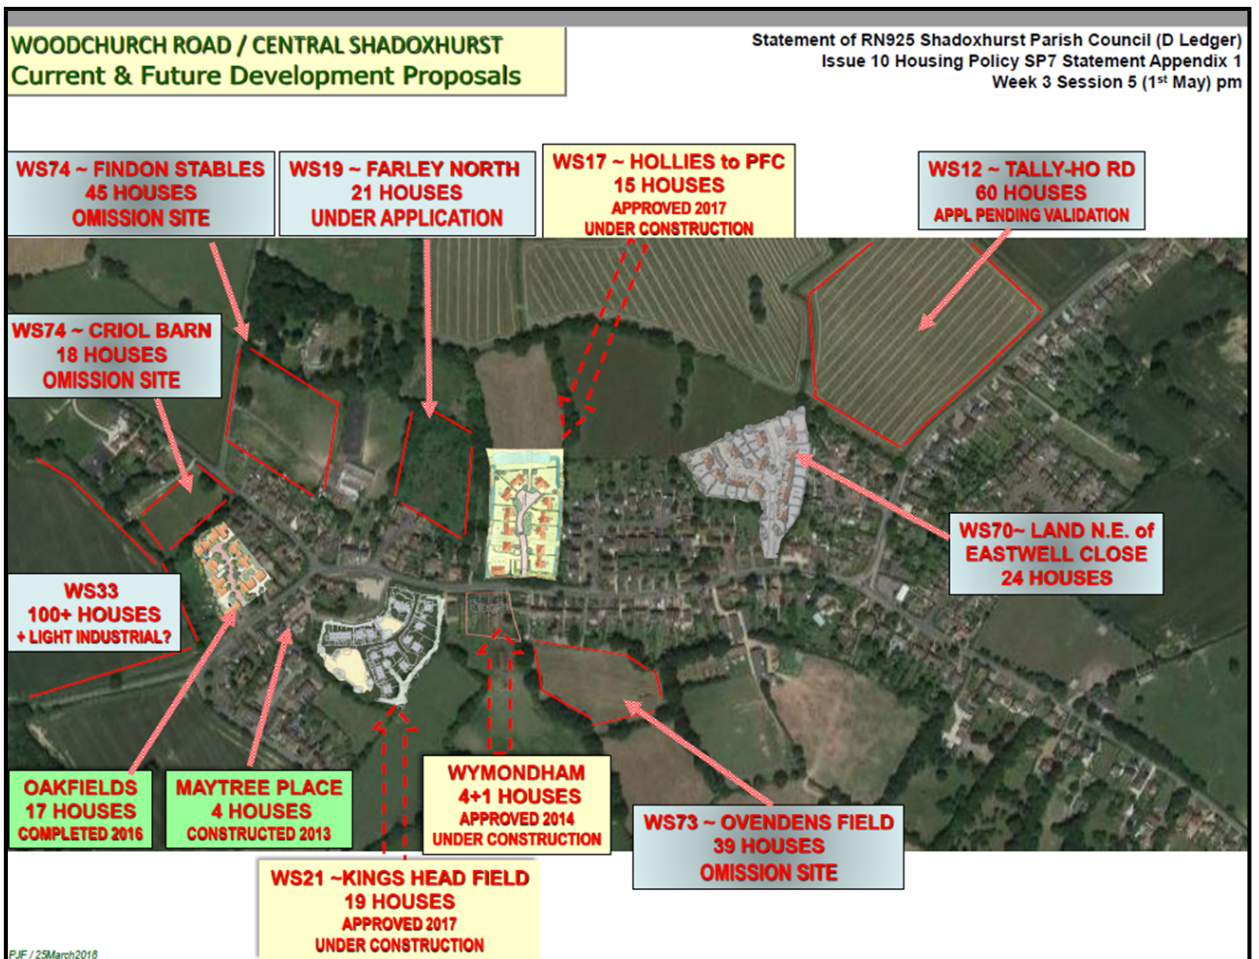 WOODCHURCH ROAD / CENTRAL SHADOXHURST
Current & Future Development Proposals
Statement of RN925 Shadoxhurst Parish Council (D Ledger)
Issue 10 Housing Policy SP7 Statement Appendix 1
Week 3 Session 5 (1st May) pm
WS74 ~ FINDON STABLES
45 HOUSES
OMISSION SITE
WS19 ~ FARLEY NORTH
21 HOUSES
UNDER APPLICATION
WS17 ~ HOLLIES to PFC
15 HOUSES
APPROVED 2017
UNDER CONSTRUCTION
WS12 ~ TALLY-HO RD
60 HOUSES
APPL PENDING VALIDATION
WS74 ~ CRIOL BARN
18 HOUSES
OMISSION SITE
WS70~ LAND N.E. of
EASTWELL CLOSE
24 HOUSES
WS33
100+ HOUSES
+ LIGHT INDUSTRIAL?
OAKFIELDS
17 HOUSES
COMPLETED 2016
MAYTREE PLACE
4 HOUSES
CONSTRUCTED 2013
WYMONDHAM
4+1 HOUSES
APPROVED 2014
UNDER CONSTRUCTION
WS73 ~ OVENDENS FIELD
39 HOUSES
OMISSION SITE
WS21 ~KINGS HEAD FIELD
19 HOUSES
APPROVED 2017
UNDER CONSTRUCTION
PJF / 25March2018